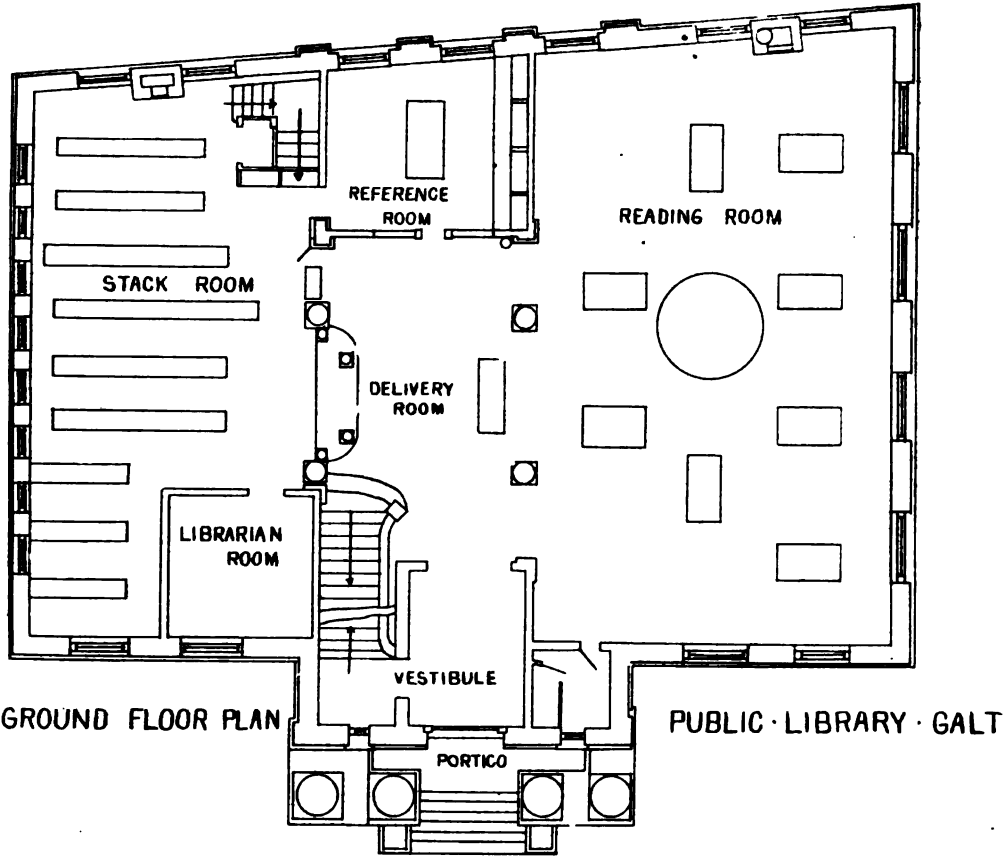 REFERENCE
ROOM
READING ROOM
STACK ROOM
DELIVERY
ROOM
LIBRARIAN
ROOM
VESTIBULE
GROUND FLOOR PLAN
PUBLIC · LIBRARY · GALT
PORTICO